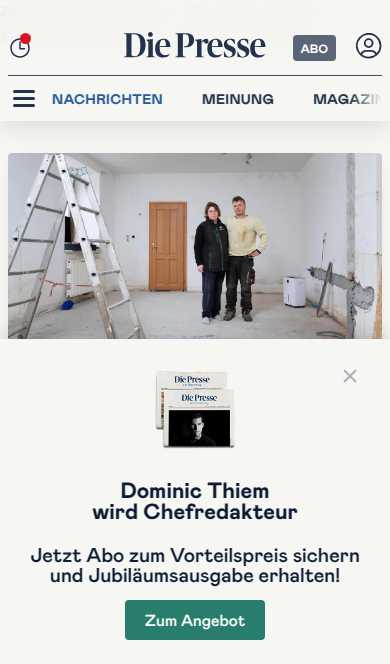 Die Presse
ABO
NACHRICHTEN MEINUNG MAGAZIN
Die Presse
Die Presse
Dominic Thiem
wird Chefredakteur
Jetzt Abo zum Vorteilspreis sichern
und Jubiläumsausgabe erhalten!
Zum Angebot